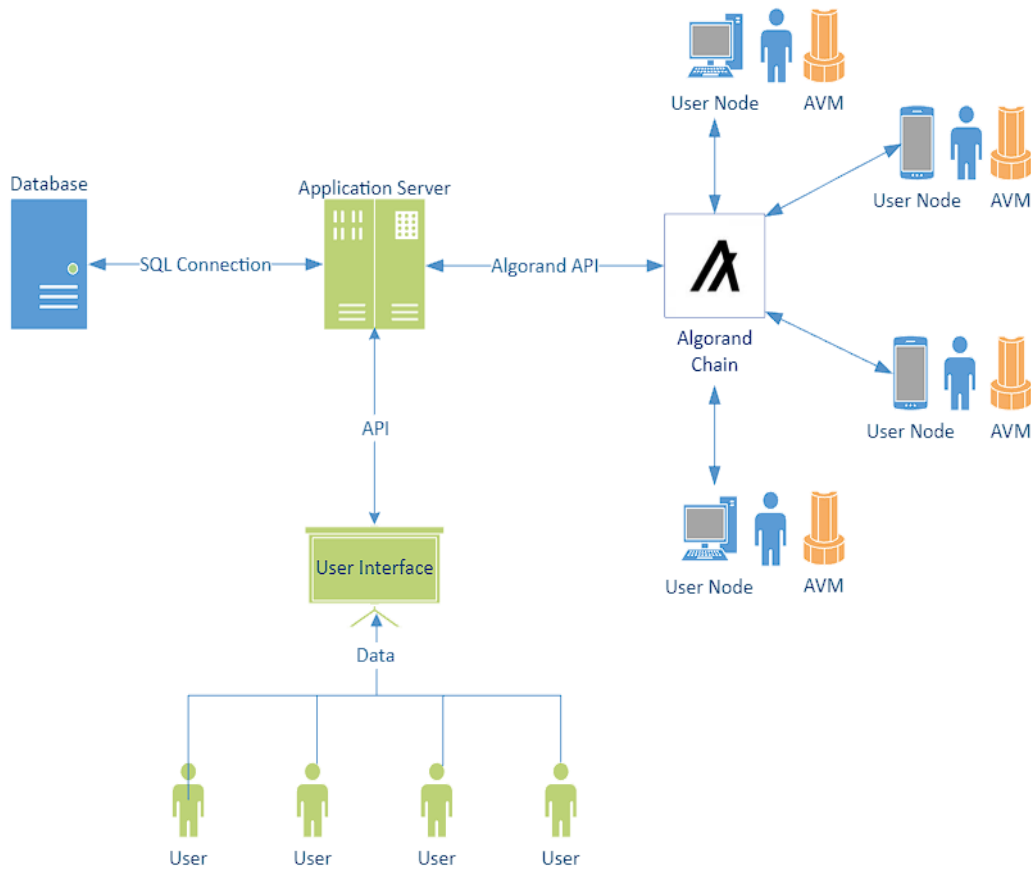 User Node
AVM
User Node
AVM
Database
Application Server
SQL Connection
Algorand API
Algorand
Chain
User Node
AVM
API
User Interface
User Node
AVM
Data
User
User
User
User